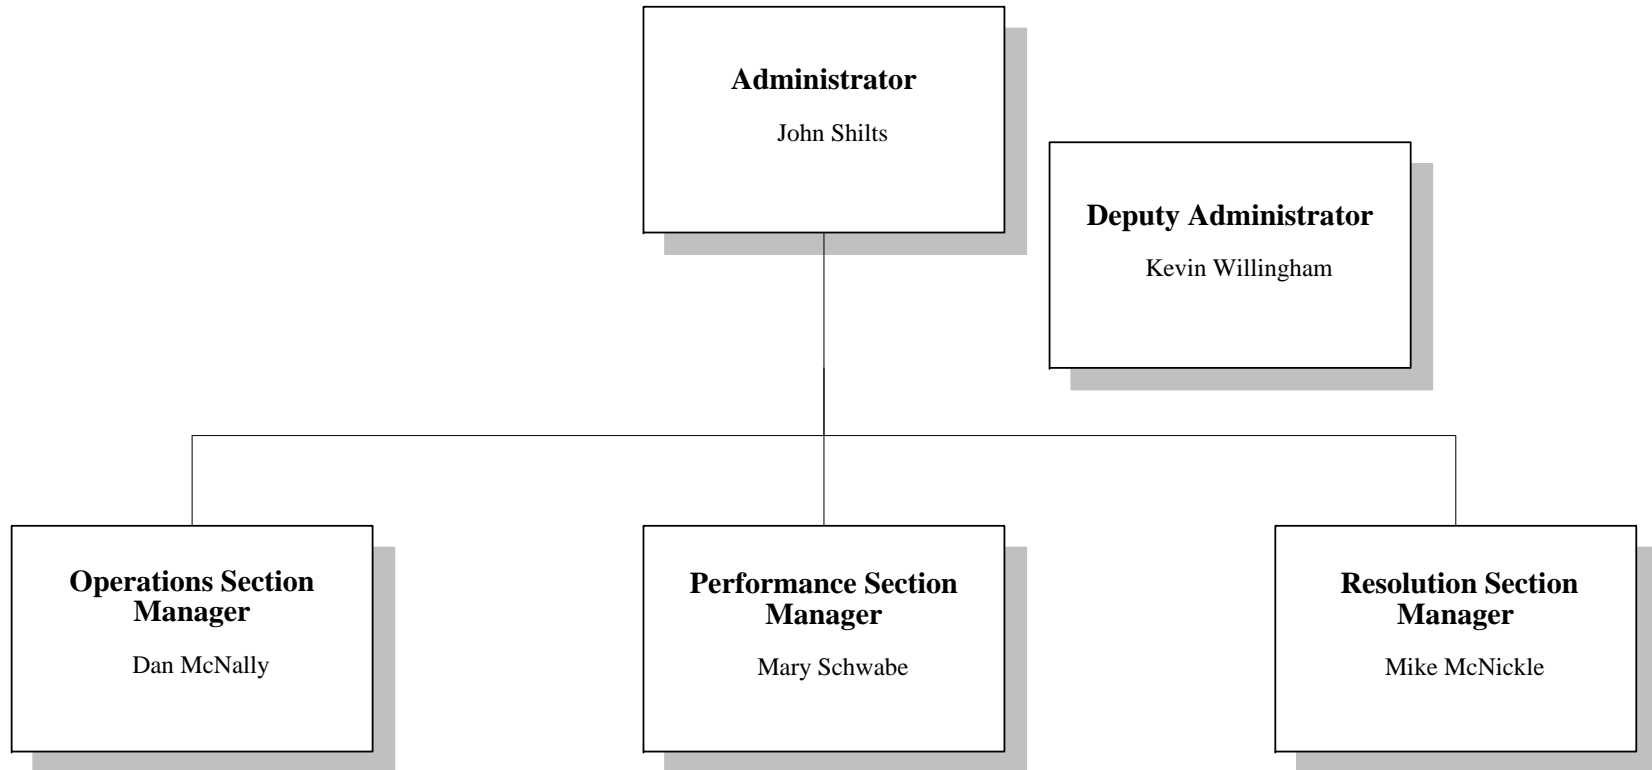 Administrator
John Shilts
Deputy Administrator
Kevin Willingham
Operations Section
Manager
Dan McNally
Performance Section
Manager
Mary Schwabe
Resolution Section
Manager
Mike McNickle